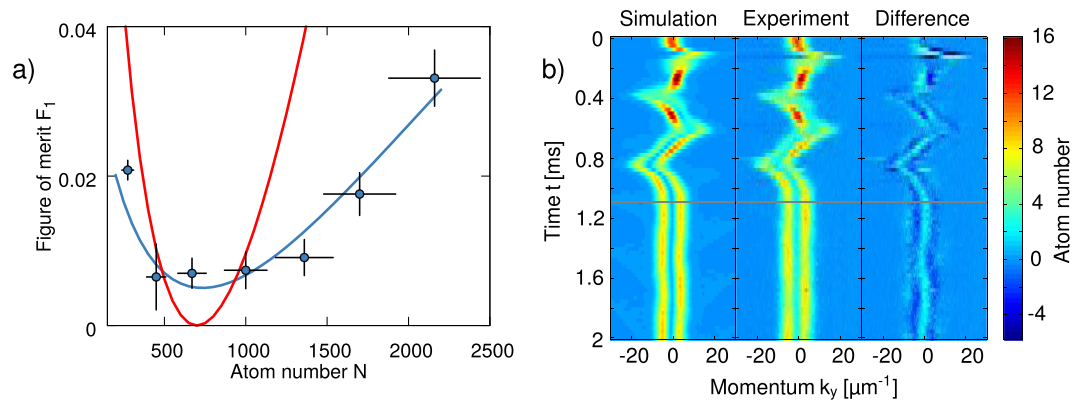 a)
Figure of merit F₁
0.04
0.02
0
500
1000
1500
2000
2500
Atom number N
b)
Simulation
Experiment
Difference
Time t [ms]
0
0.4
0.8
1.2
1.6
2
-20
0
20
-20
0
20
-20
0
20
Momentum kᵧ [µm⁻¹]
16
12
8
4
0
-4
Atom number